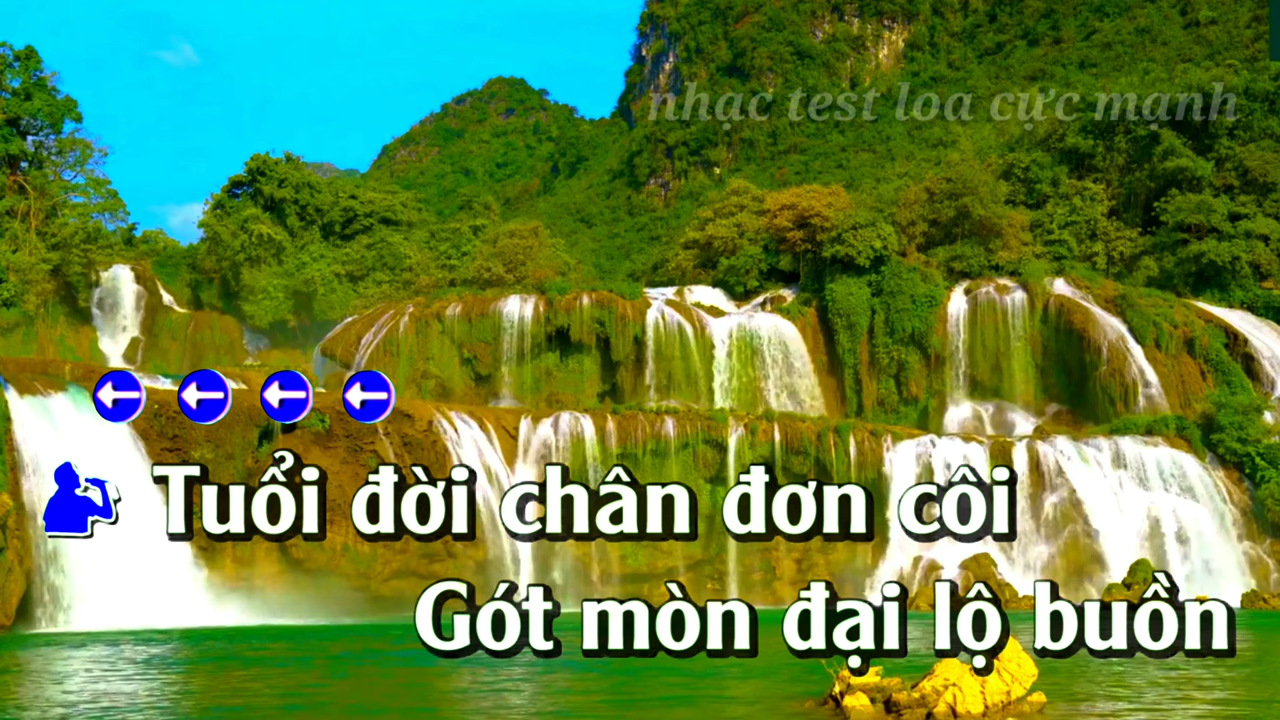 nhạc test loa cực mạnh
Tuổi đời chân đơn côi
Gót mòn đại lộ buồn